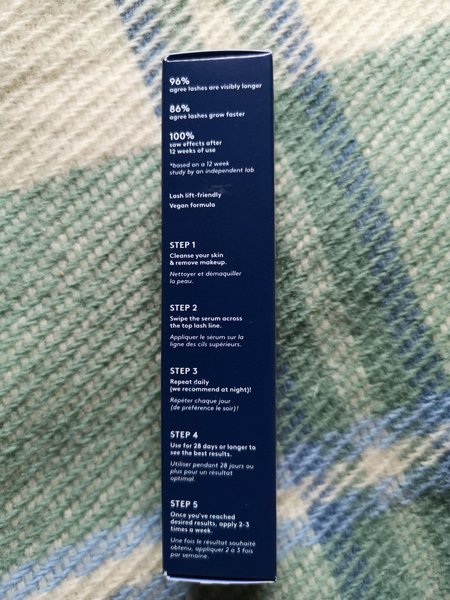 96%
agree lashes are visibly longer
86%
agree lashes grow faster
100%
saw effects after
12 weeks of use
*based on a 12 week
study by an independent lab
Lash lift-friendly
Vegan formula
STEP 1
Cleanse your skin
& remove makeup.
Nettoyer et démaquiller
la peau.
STEP 2
Swipe the serum across
the top lash line.
Appliquer le sérum sur la
ligne des cils supérieurs.
STEP 3
Repeat daily
(we recommend at night)!
Répéter chaque jour
(de préférence le soir)!
STEP 4
Use for 28 days or longer to
see the best results.
Utiliser pendant 28 jours ou
plus pour un résultat
optimal.
STEP 5
Once you've reached
desired results, apply 2-3
times a week.
Une fois le résultat souhaité
obtenu, appliquer 2 à 3 fois
par semaine.